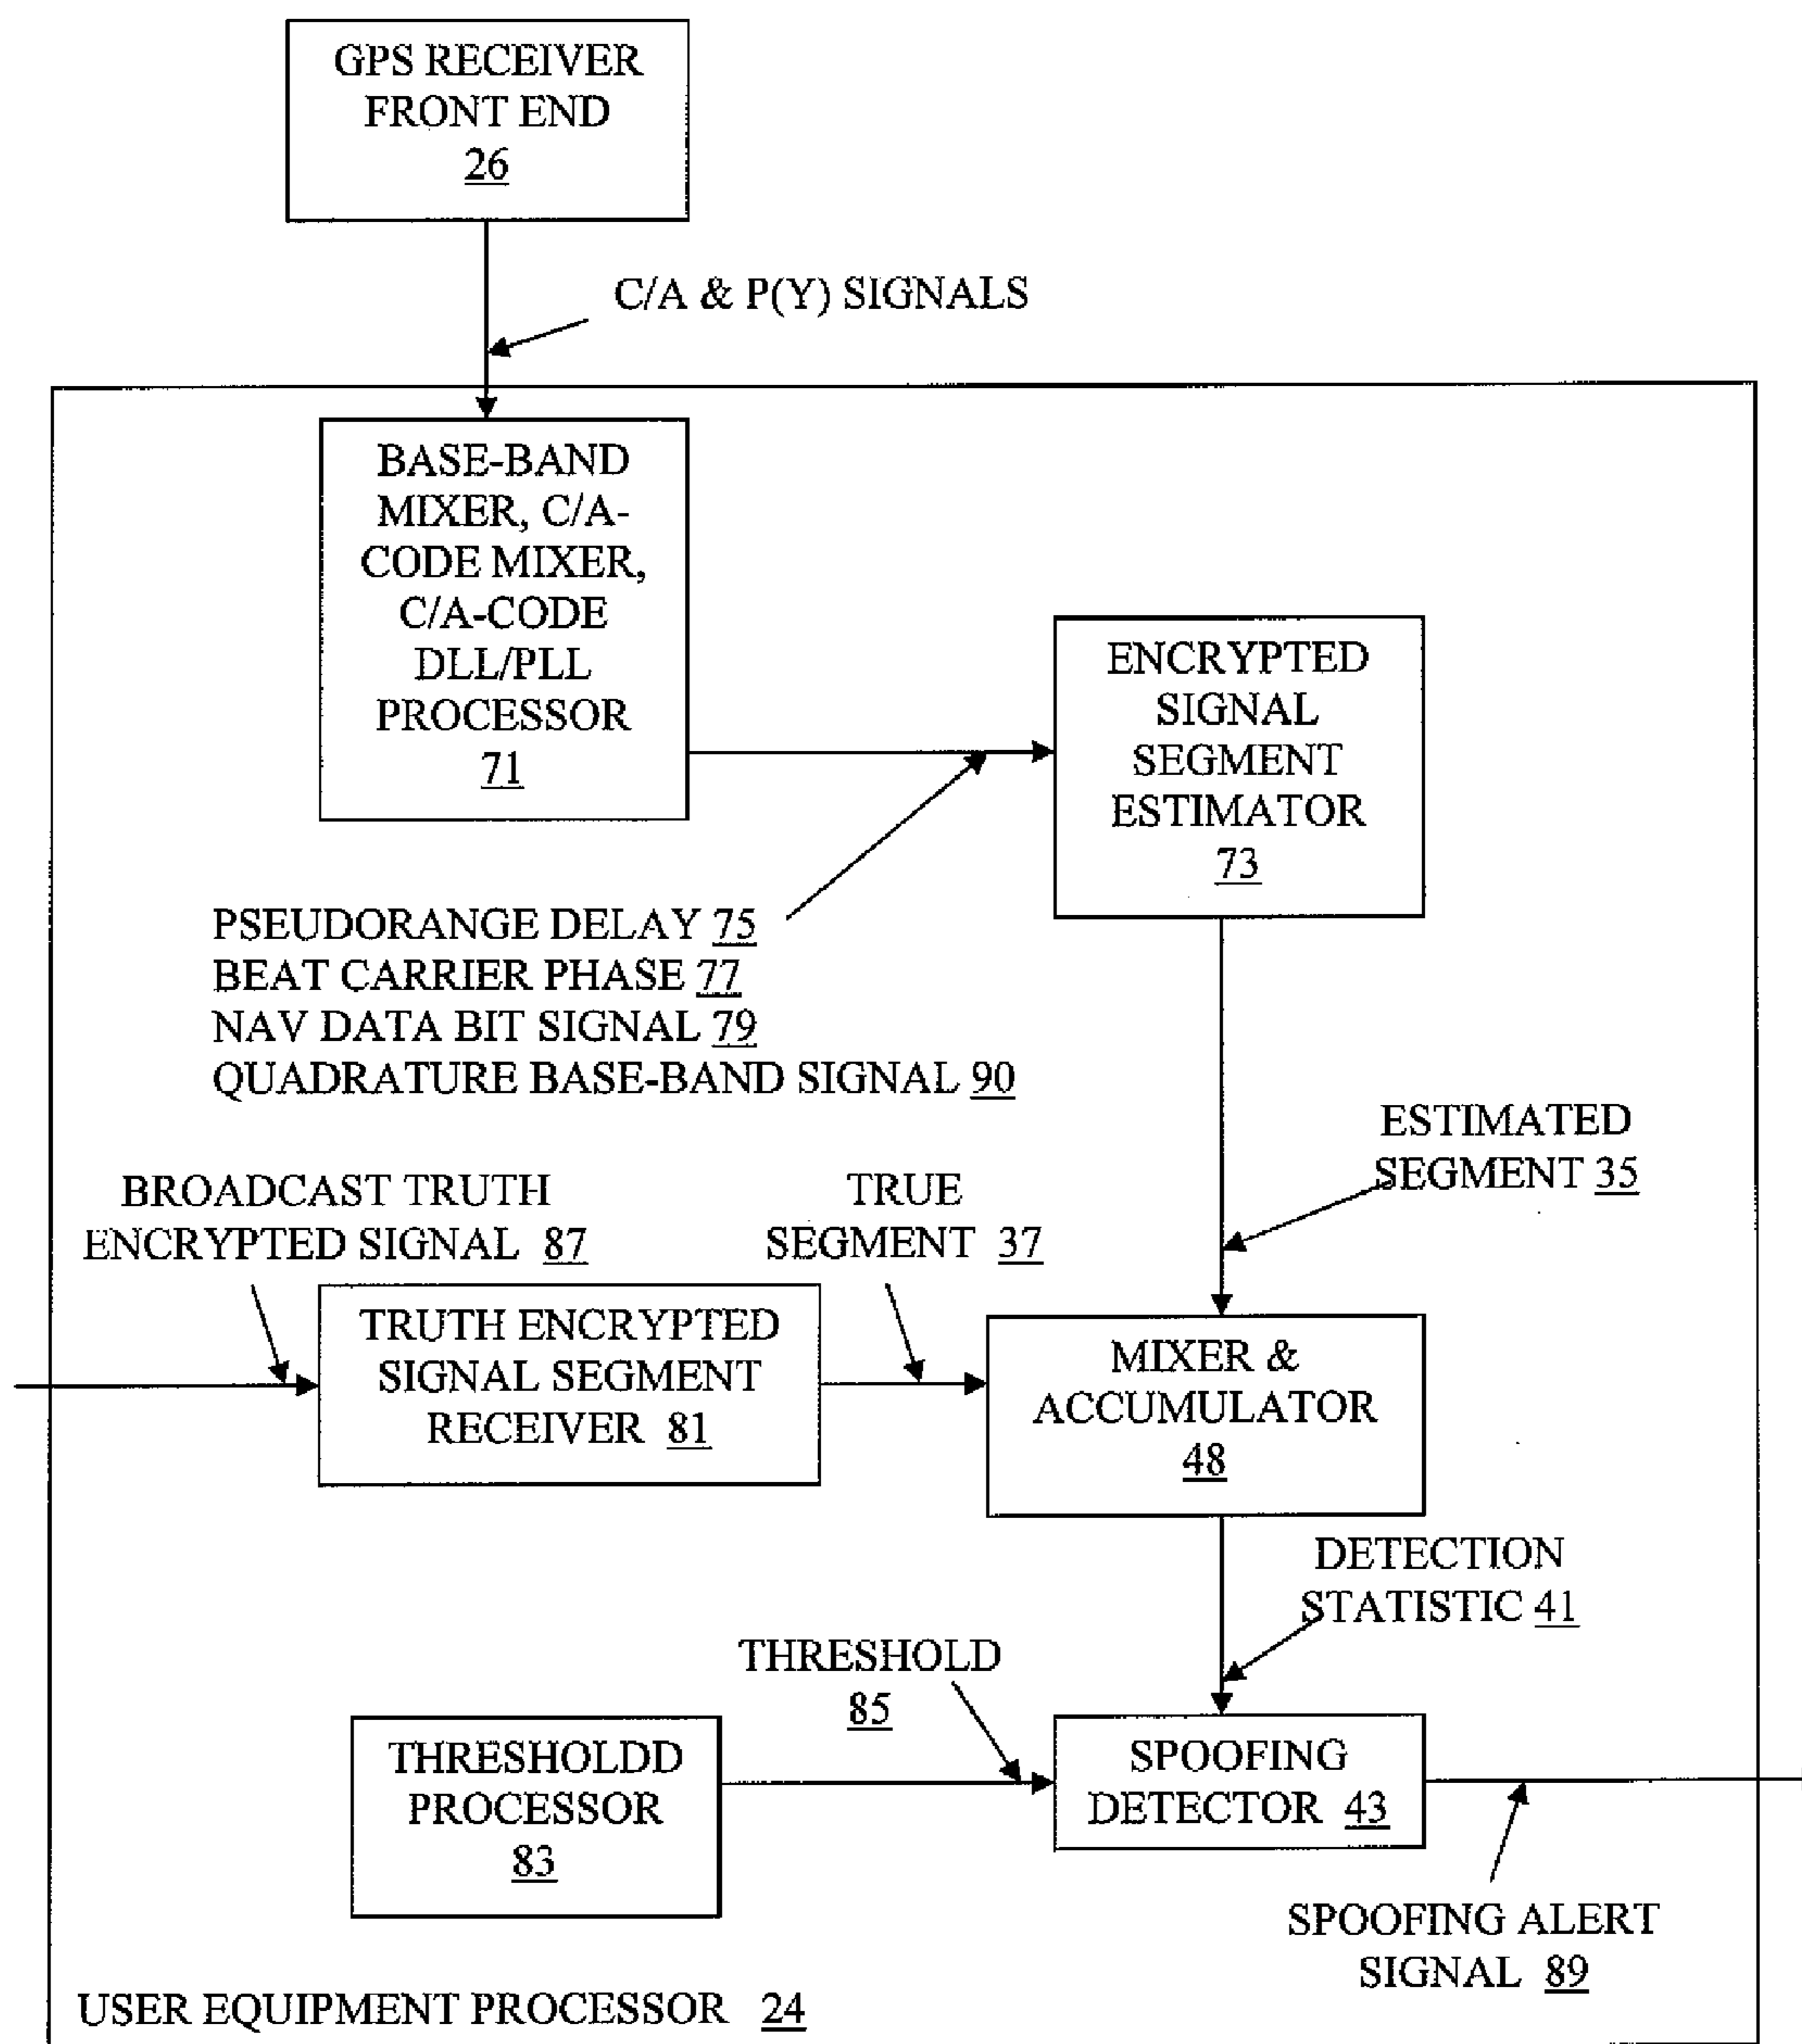 GPS RECEIVER
FRONT END
26
C/A & P(Y) SIGNALS
BASE-BAND
MIXER, C/A-
CODE MIXER,
C/A-CODE
DLL/PLL
PROCESSOR
71
ENCRYPTED
SIGNAL
SEGMENT
ESTIMATOR
73
PSEUDORANGE DELAY 75
BEAT CARRIER PHASE 77
NAV DATA BIT SIGNAL 79
QUADRATURE BASE-BAND SIGNAL 90
ESTIMATED
SEGMENT 35
BROADCAST TRUTH
ENCRYPTED SIGNAL 87
TRUE
SEGMENT 37
TRUTH ENCRYPTED
SIGNAL SEGMENT
RECEIVER 81
MIXER &
ACCUMULATOR
48
DETECTION
STATISTIC 41
THRESHOLD
85
THRESHOLDD
PROCESSOR
83
SPOOFING
DETECTOR 43
SPOOFING ALERT
SIGNAL 89
USER EQUIPMENT PROCESSOR 24